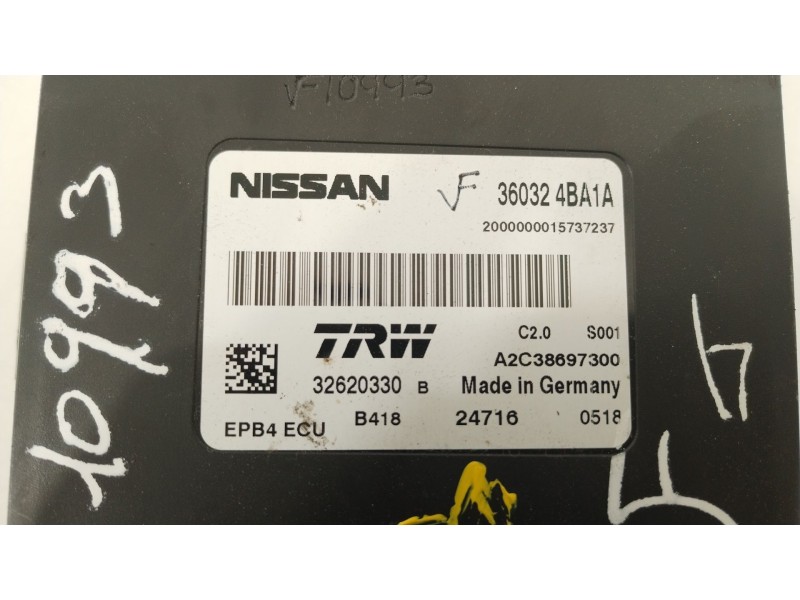 V-10993
NISSAN VF 36032 4BA1A
2000000015737237
TRW C2.0 S001
A2C38697300
32620330 B Made in Germany
EPB4 ECU B418 24716 0518
10993